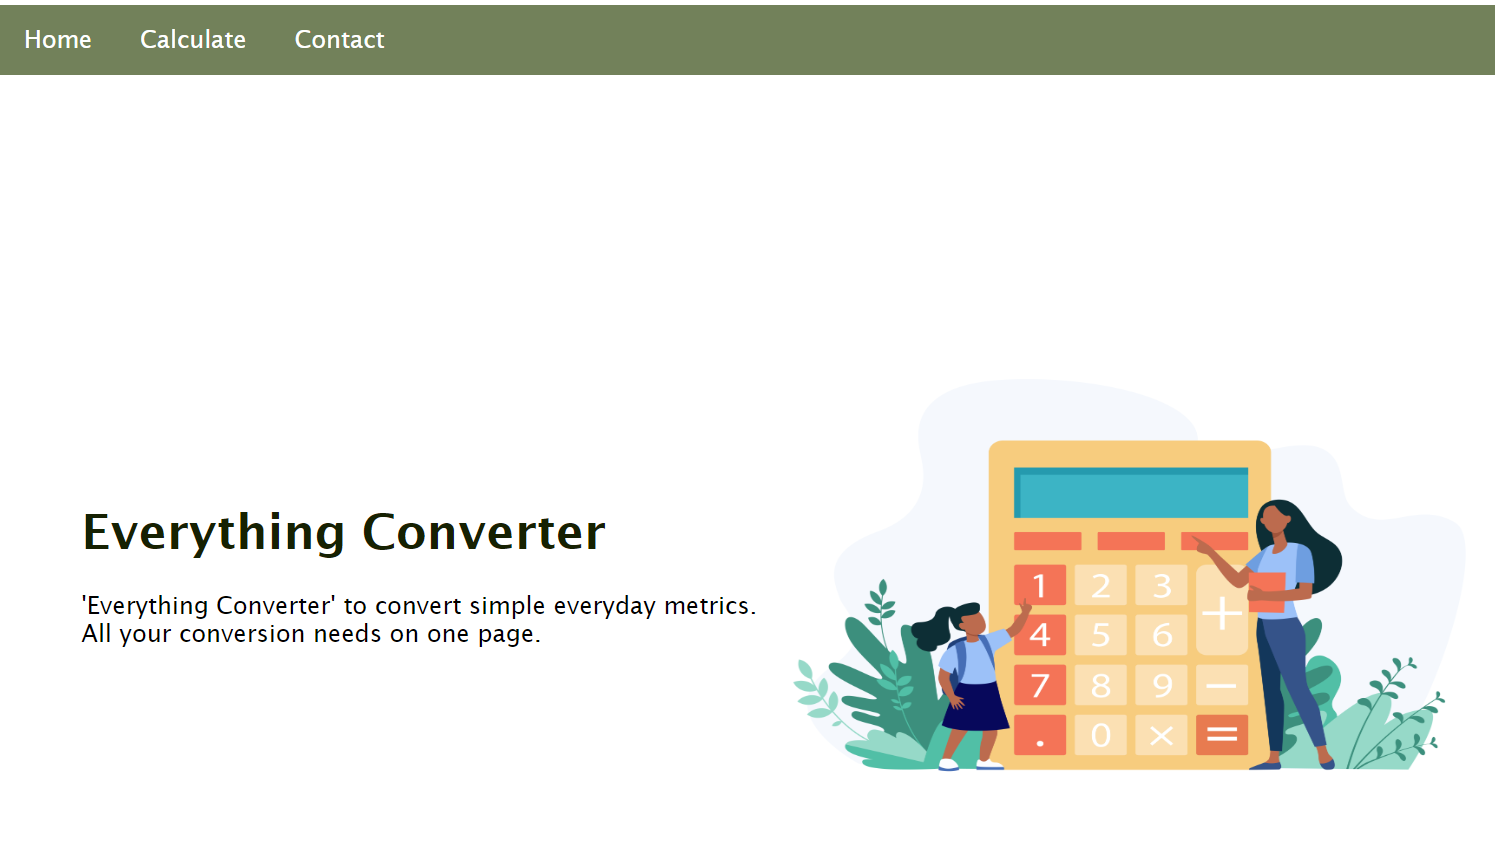 Home Calculate Contact
Everything Converter
'Everything Converter' to convert simple everyday metrics.
All your conversion needs on one page.
1 2 3 +
4 5 6
7 8 9 −
. 0 × =